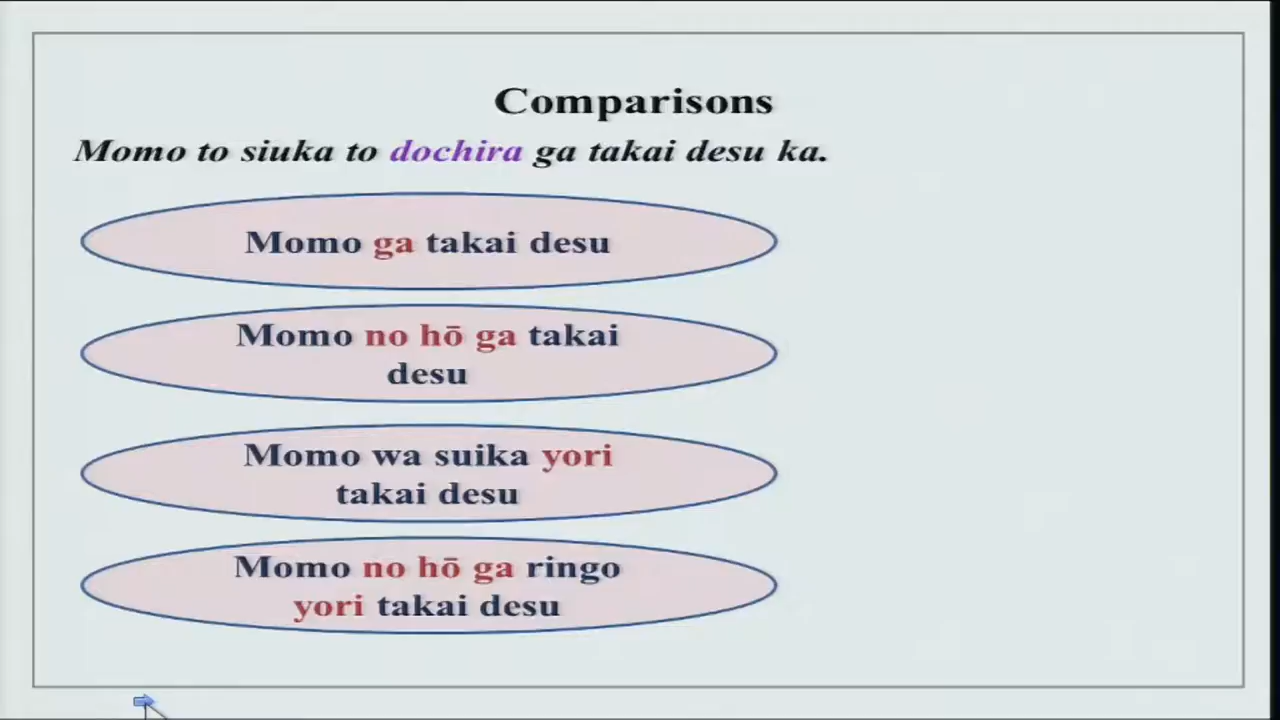 Comparisons
Momo to siuka to dochira ga takai desu ka.
Momo ga takai desu
Momo no hō ga takai
desu
Momo wa suika yori
takai desu
Momo no hō ga ringo
yori takai desu